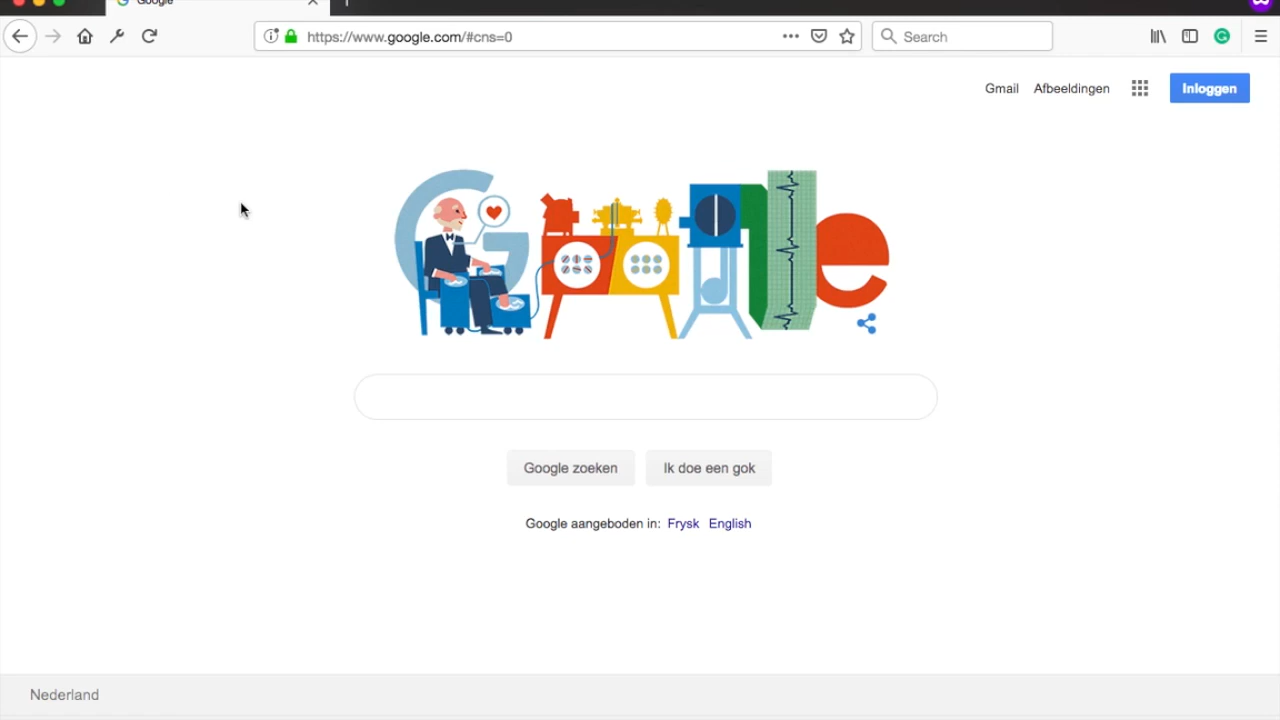 Google
https://www.google.com/#cns=0
Search
Gmail Afbeeldingen Inloggen
Google zoeken Ik doe een gok
Google aangeboden in: Frysk English
Nederland